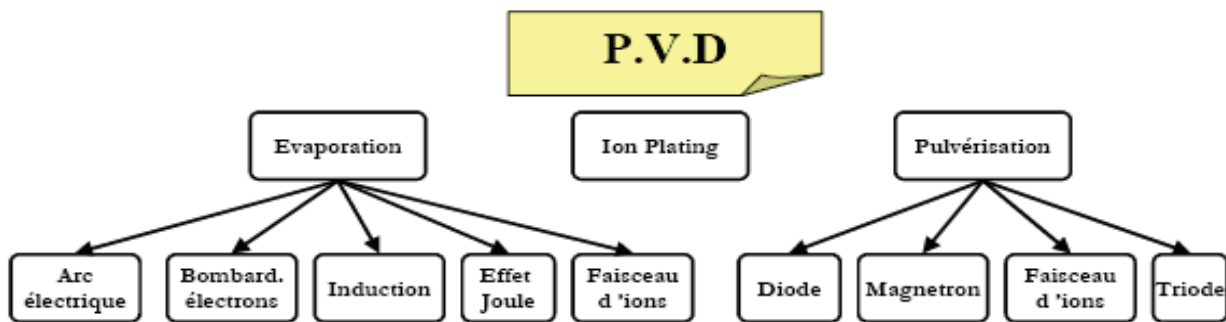 P.V.D
Evaporation
Ion Plating
Pulvérisation
Arc
électrique
Bombard.
électrons
Induction
Effet
Joule
Faisceau
d 'ions
Diode
Magnetron
Faisceau
d 'ions
Triode